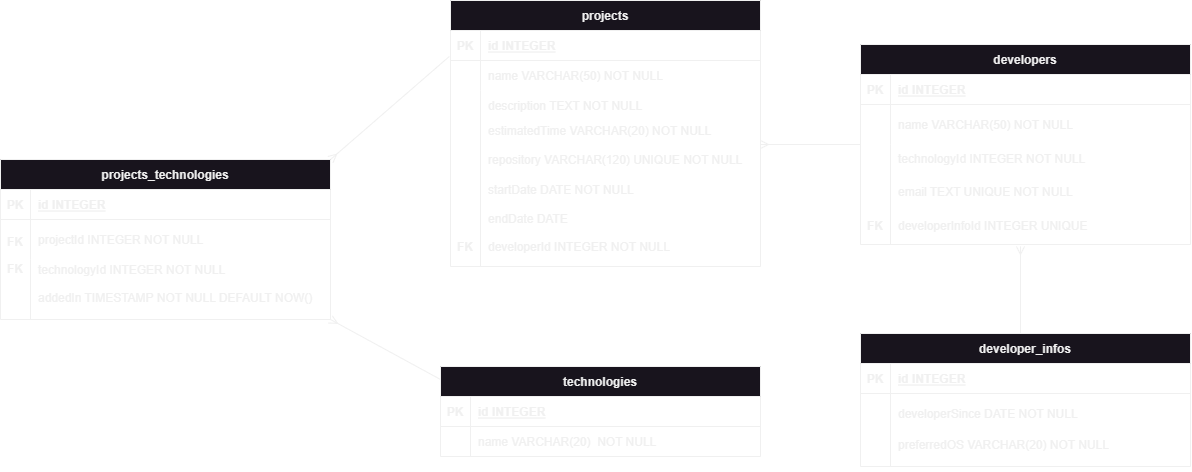 projects
PK id INTEGER
name VARCHAR(50) NOT NULL
description TEXT NOT NULL
estimatedTime VARCHAR(20) NOT NULL
repository VARCHAR(120) UNIQUE NOT NULL
startDate DATE NOT NULL
endDate DATE
FK developerId INTEGER NOT NULL
developers
PK id INTEGER
name VARCHAR(50) NOT NULL
technologyId INTEGER NOT NULL
email TEXT UNIQUE NOT NULL
FK developerInfoId INTEGER UNIQUE
projects_technologies
PK id INTEGER
FK projectId INTEGER NOT NULL
FK technologyId INTEGER NOT NULL
addedIn TIMESTAMP NOT NULL DEFAULT NOW()
technologies
PK id INTEGER
name VARCHAR(20) NOT NULL
developer_infos
PK id INTEGER
developerSince DATE NOT NULL
preferredOS VARCHAR(20) NOT NULL